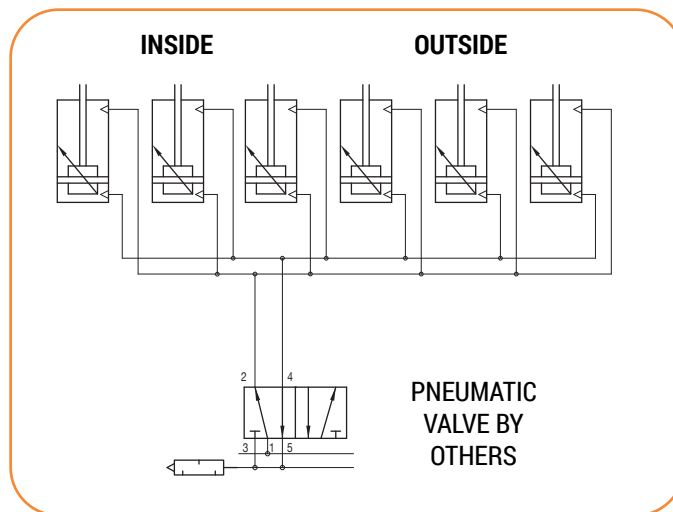 INSIDE
OUTSIDE
2
4
3
1
5
PNEUMATIC
VALVE BY
OTHERS